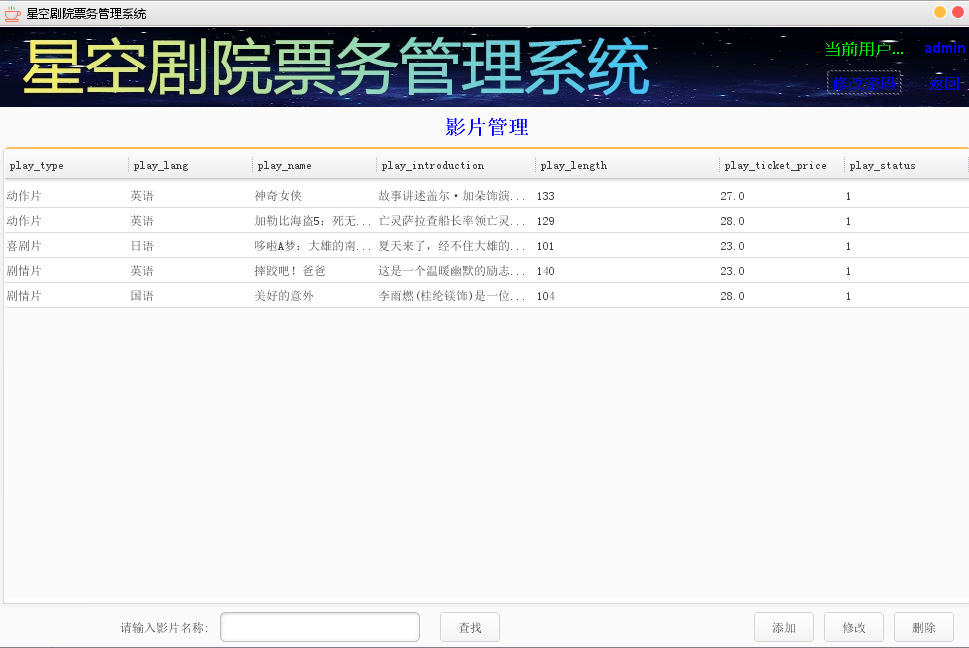 星空剧院票务管理系统
星空剧院票务管理系统
当前用户... admin
修改密码 返回
影片管理
play_type play_lang play_name play_introduction play_length play_ticket_price play_status
动作片 英语 神奇女侠 故事讲述盖尔·加朵饰演... 133 27.0 1
动作片 英语 加勒比海盗5：死无... 亡灵萨拉查船长率领亡灵... 129 28.0 1
喜剧片 日语 哆啦A梦：大雄的南... 夏天来了，经不住大雄的... 101 23.0 1
剧情片 英语 摔跤吧！爸爸 这是一个温暖幽默的励志... 140 23.0 1
剧情片 国语 美好的意外 李雨燃(桂纶镁饰)是一位... 104 28.0 1
请输入影片名称: 查找 添加 修改 删除